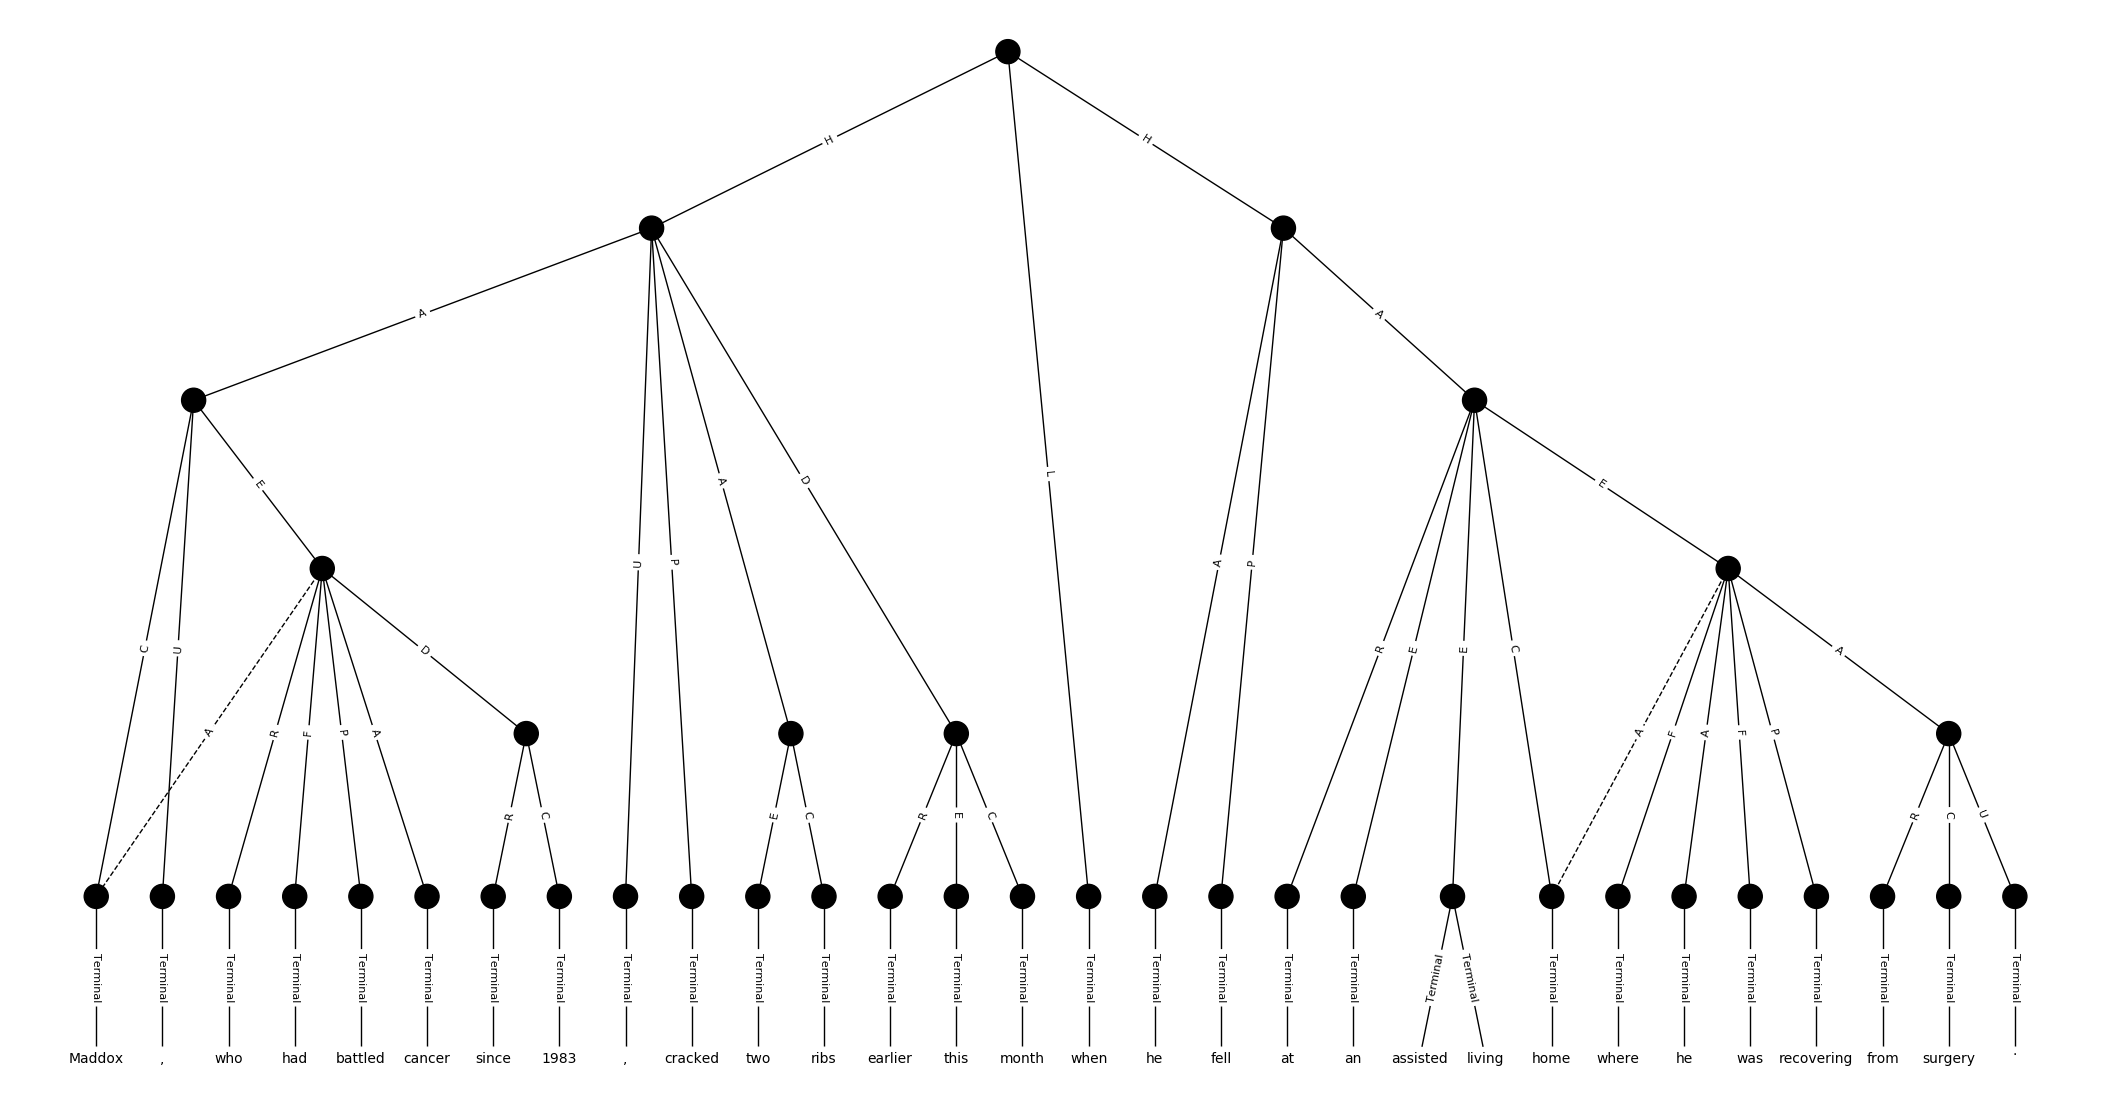 H H
A A
L
E E
U P A D A P
C U R E E C
D A
A R F P A A F A F P
R C E C R E C R C U
Terminal Terminal Terminal Terminal Terminal Terminal Terminal Terminal Terminal Terminal Terminal Terminal Terminal Terminal Terminal Terminal Terminal Terminal Terminal Terminal Terminal Terminal Terminal Terminal Terminal Terminal Terminal Terminal Terminal Terminal
Maddox , who had battled cancer since 1983 , cracked two ribs earlier this month when he fell at an assisted living home where he was recovering from surgery .